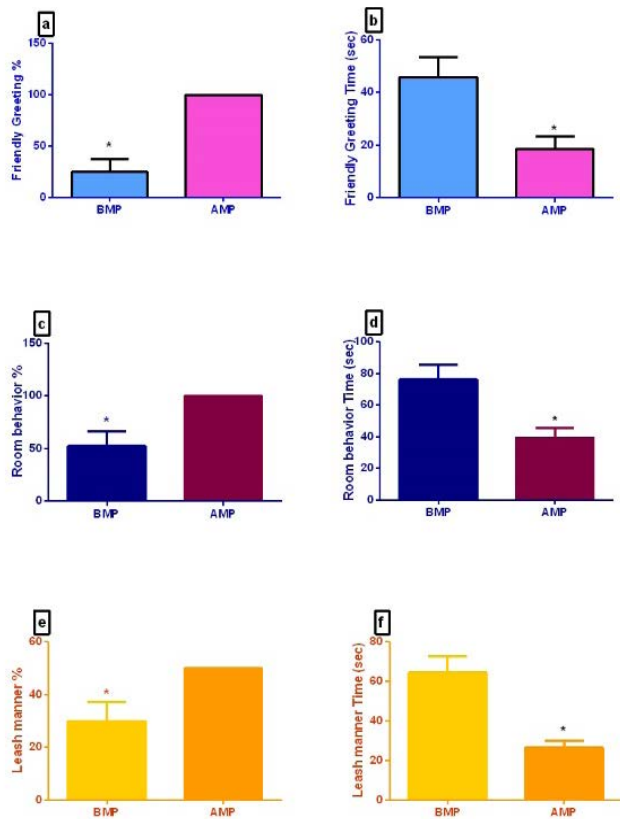 a
Friendly Greeting %
150
100
50
0
*
BMP
AMP
b
Friendly Greeting Time (sec)
60
40
20
0
*
BMP
AMP
c
Room behavior %
150
100
50
0
*
BMP
AMP
d
Room behavior Time (sec)
100
80
60
40
20
0
*
BMP
AMP
e
Leash manner %
60
40
20
0
*
BMP
AMP
f
Leash manner Time (sec)
80
60
40
20
0
*
BMP
AMP